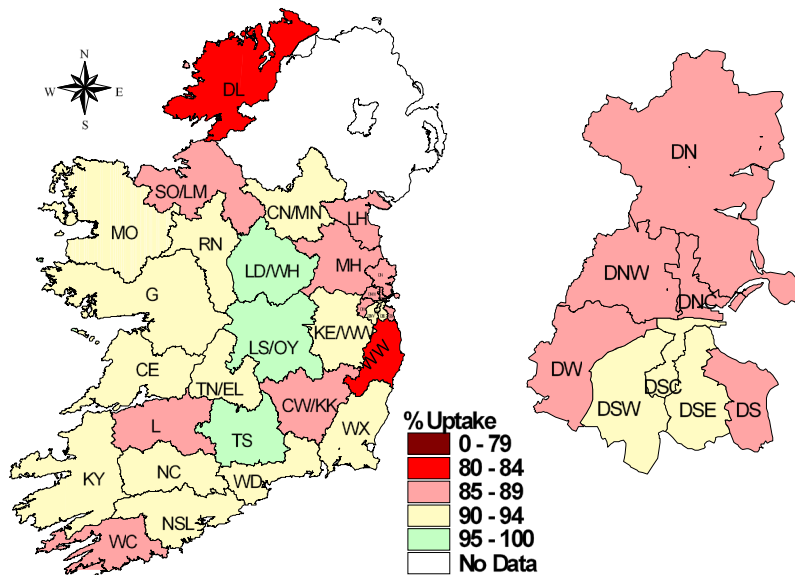 N
W E
S
DL
SO/LM
CN/MN
LH
MO
RN
LD/WH
MH
G
KE/WW
LS/OY
WW
CE
TN/EL
CW/KK
L
TS
WX
KY
NC
WD
NSL
WC
DN
DNW
DNC
DW
DSC
DSW
DSE
DS
% Uptake
0 - 79
80 - 84
85 - 89
90 - 94
95 - 100
No Data